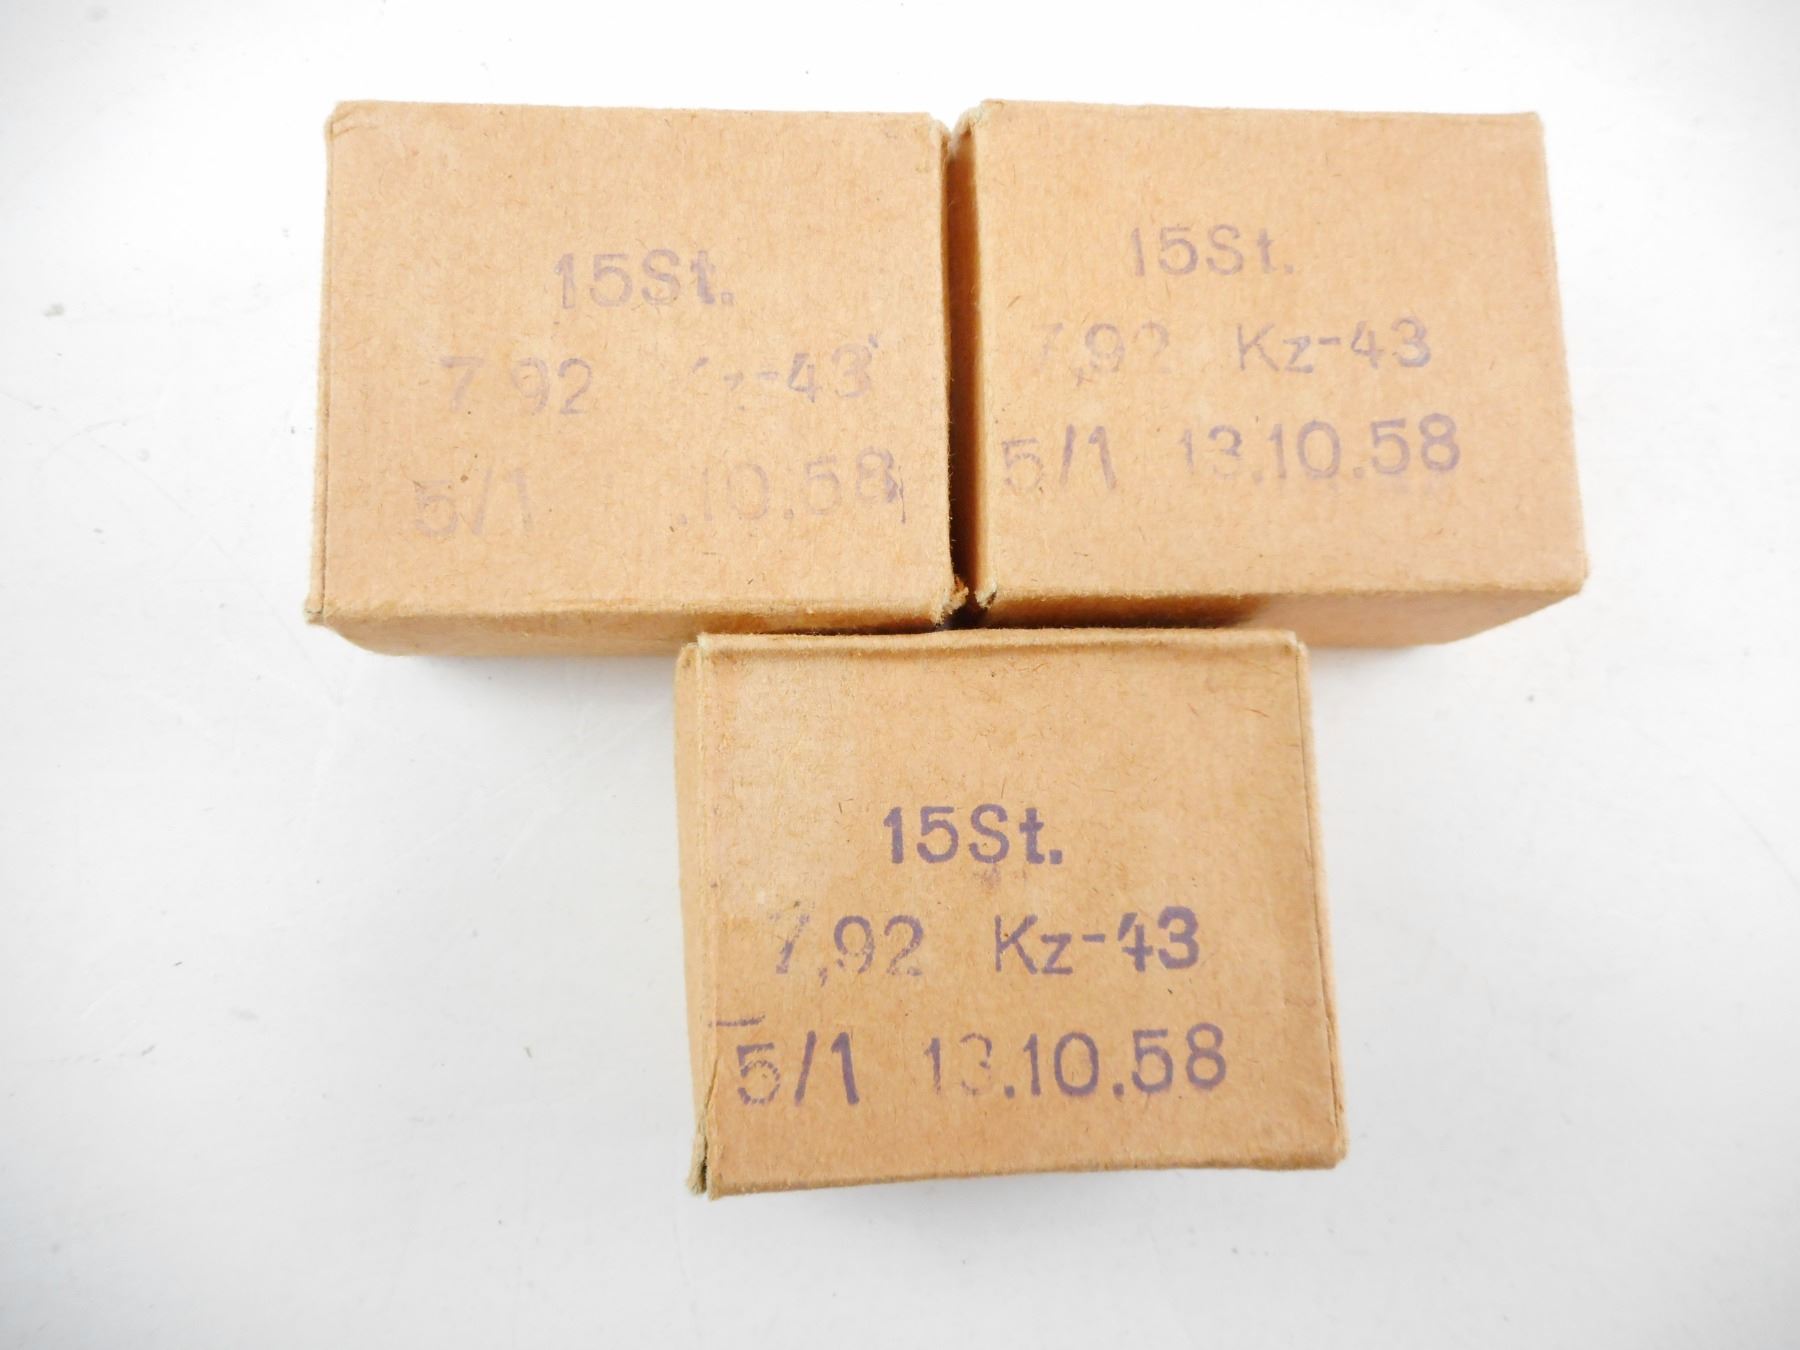 15St.
7 92 Kz-43
5/1 .10.58
15St.
7,92 Kz-43
5/1 13.10.58
15St.
7,92 Kz-43
5/1 13.10.58